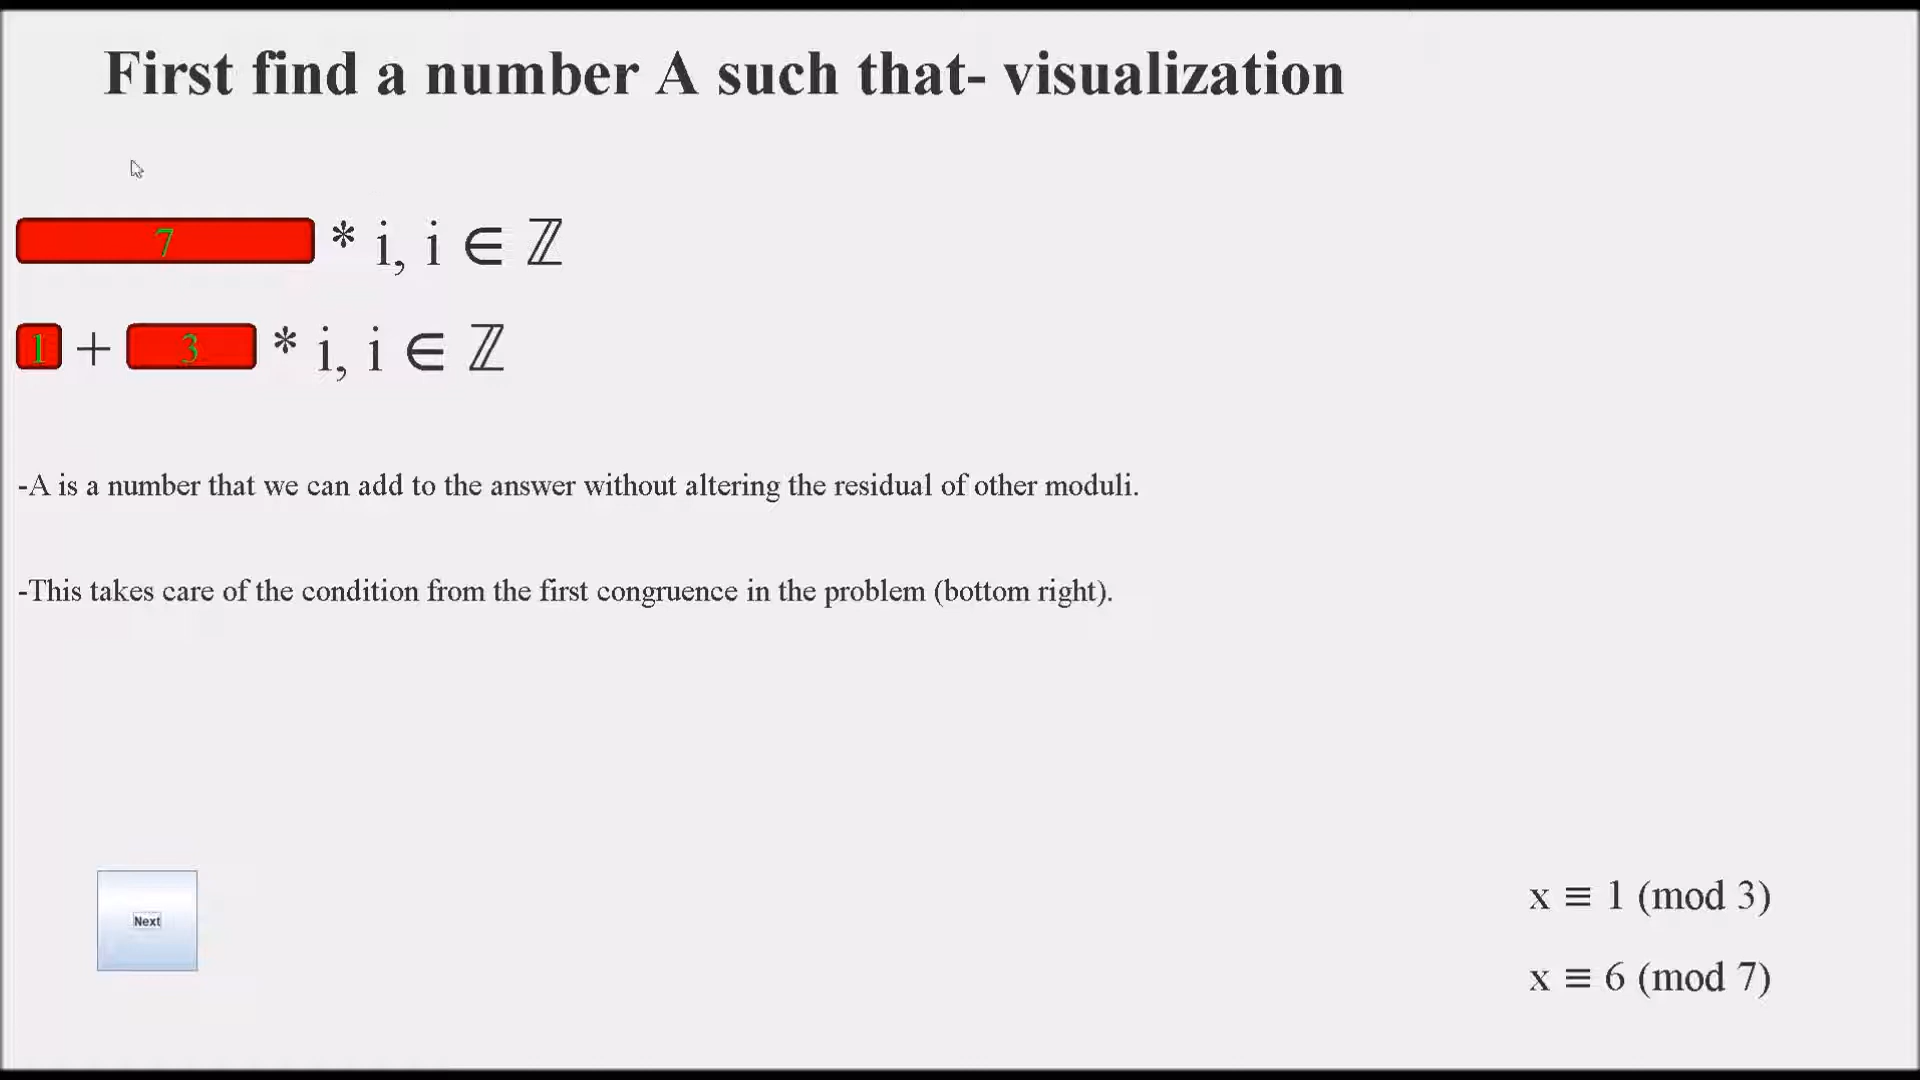 First find a number A such that- visualization
7 * i, i ∈ ℤ
1 + 3 * i, i ∈ ℤ
-A is a number that we can add to the answer without altering the residual of other moduli.
-This takes care of the condition from the first congruence in the problem (bottom right).
Next
x ≡ 1 (mod 3)
x ≡ 6 (mod 7)